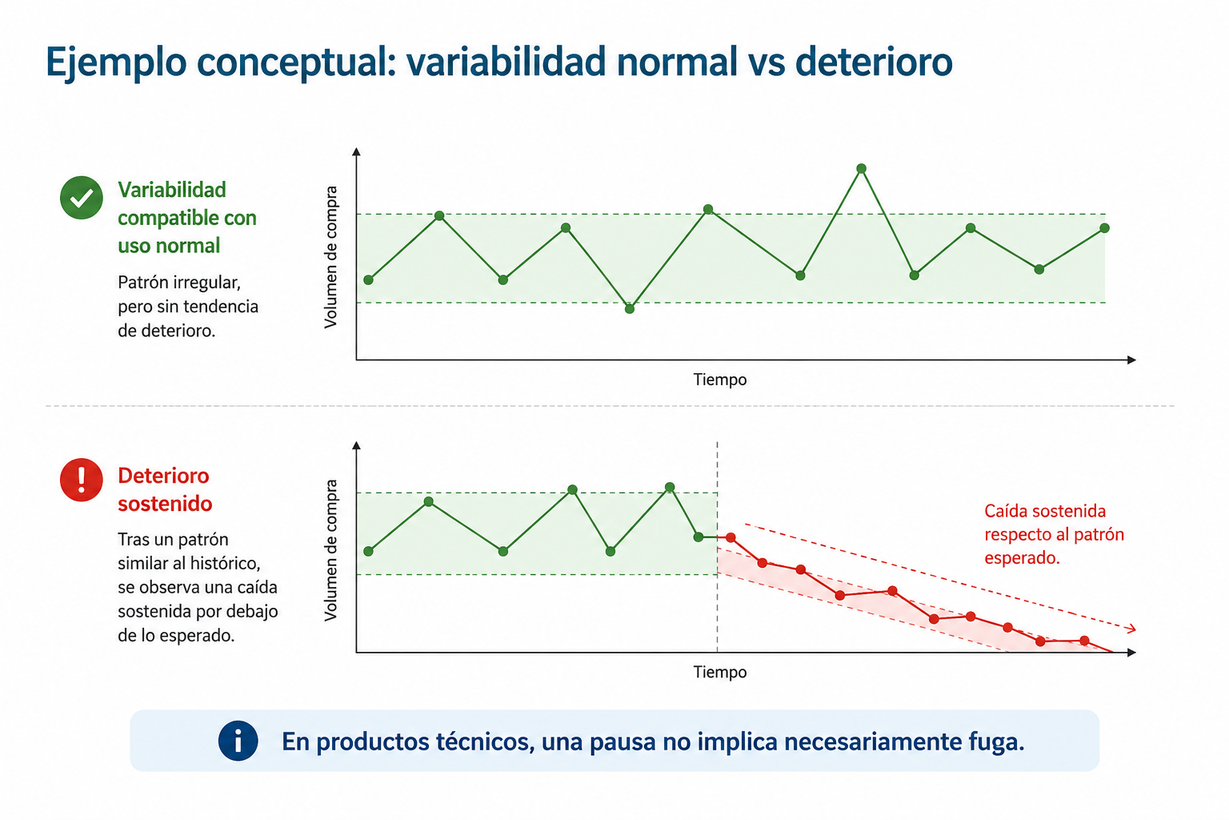 Ejemplo conceptual: variabilidad normal vs deterioro
Variabilidad
compatible con
uso normal
Patrón irregular,
pero sin tendencia
de deterioro.
Volumen de compra
Tiempo
Deterioro
sostenido
Tras un patrón
similar al histórico,
se observa una caída
sostenida por debajo
de lo esperado.
Volumen de compra
Caída sostenida
respecto al patrón
esperado.
Tiempo
En productos técnicos, una pausa no implica necesariamente fuga.